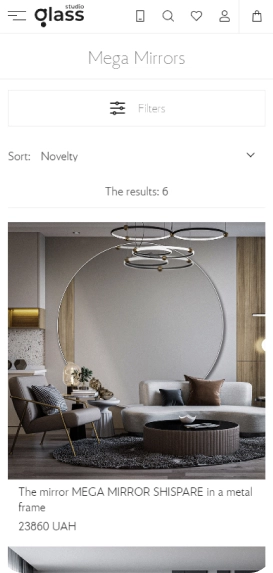 studio
glass
Mega Mirrors
Filters
Sort: Novelty
The results: 6
The mirror MEGA MIRROR SHISPARE in a metal
frame
23860 UAH